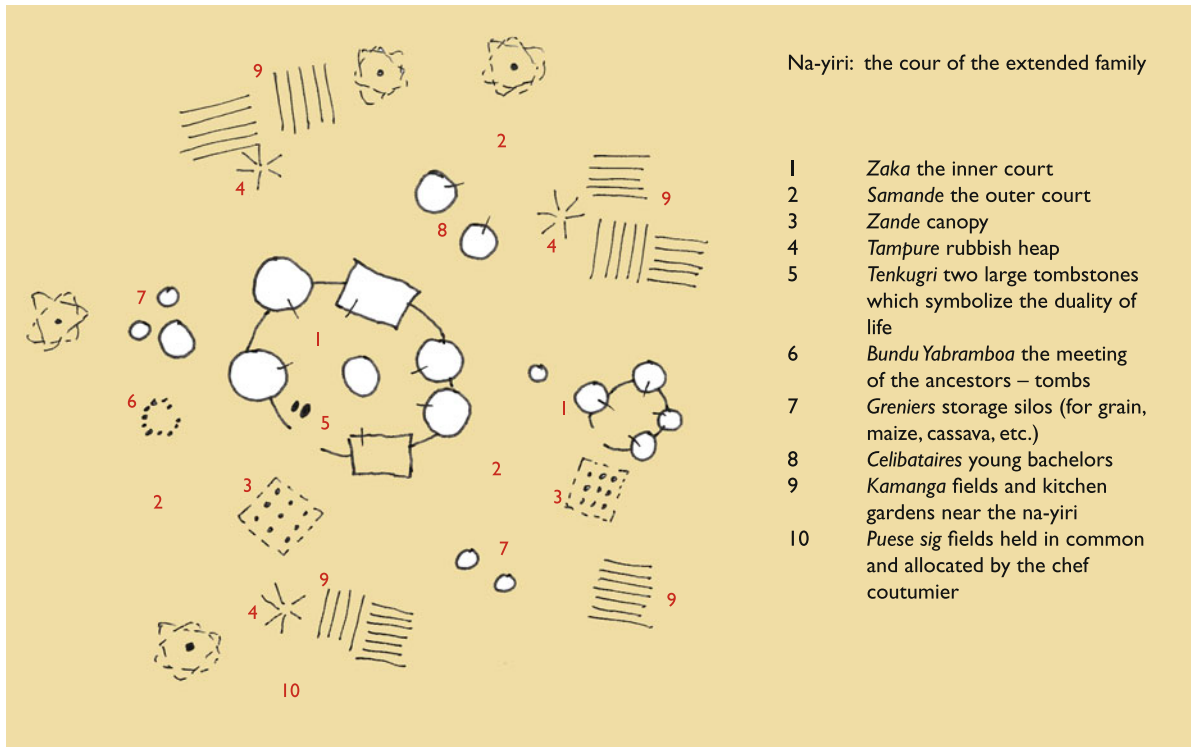 Na-yiri: the cour of the extended family
1 Zaka the inner court
2 Samande the outer court
3 Zande canopy
4 Tampure rubbish heap
5 Tenkugri two large tombstones
which symbolize the duality of
life
6 Bundu Yabramboa the meeting
of the ancestors – tombs
7 Greniers storage silos (for grain,
maize, cassava, etc.)
8 Celibataires young bachelors
9 Kamanga fields and kitchen
gardens near the na-yiri
10 Puese sig fields held in common
and allocated by the chef
coutumier
9
2
4
9
8
4
7
1
6
5
1
2
3
3
2
7
9
4
9
10